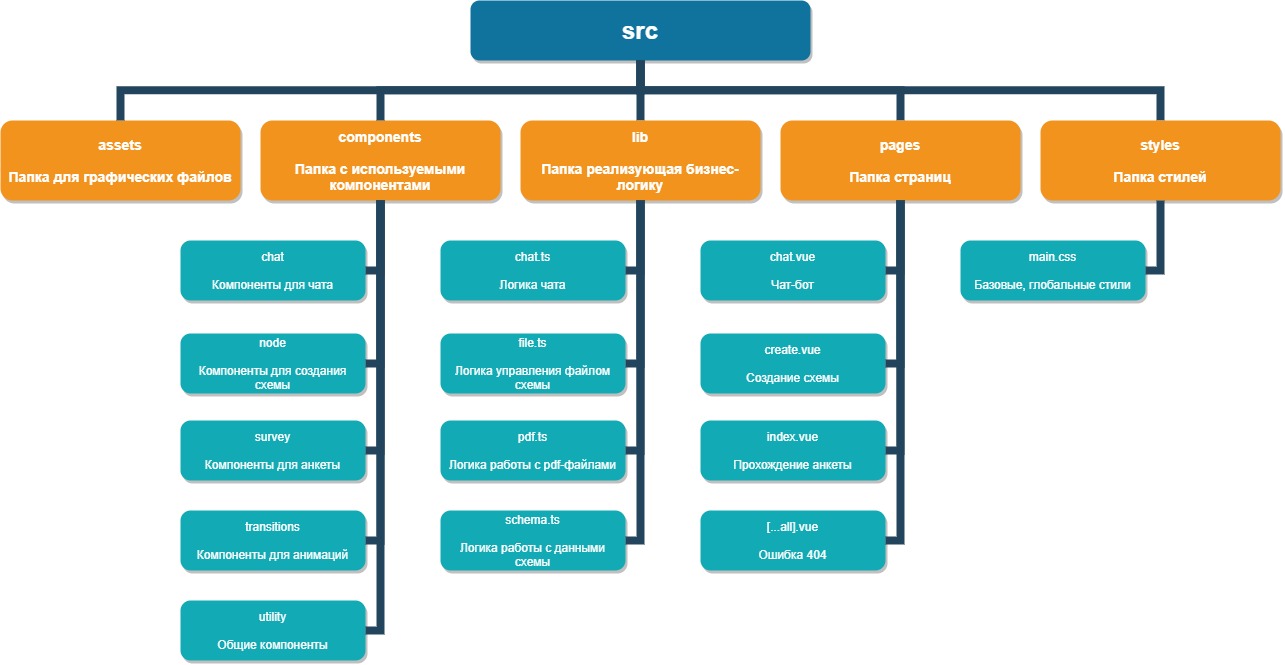 src
assets
Папка для графических файлов
components
Папка с используемыми
компонентами
lib
Папка реализующая бизнес-
логику
pages
Папка страниц
styles
Папка стилей
chat
Компоненты для чата
node
Компоненты для создания
схемы
survey
Компоненты для анкеты
transitions
Компоненты для анимаций
utility
Общие компоненты
chat.ts
Логика чата
file.ts
Логика управления файлом
схемы
pdf.ts
Логика работы с pdf-файлами
schema.ts
Логика работы с данными
схемы
chat.vue
Чат-бот
create.vue
Создание схемы
index.vue
Прохождение анкеты
[...all].vue
Ошибка 404
main.css
Базовые, глобальные стили